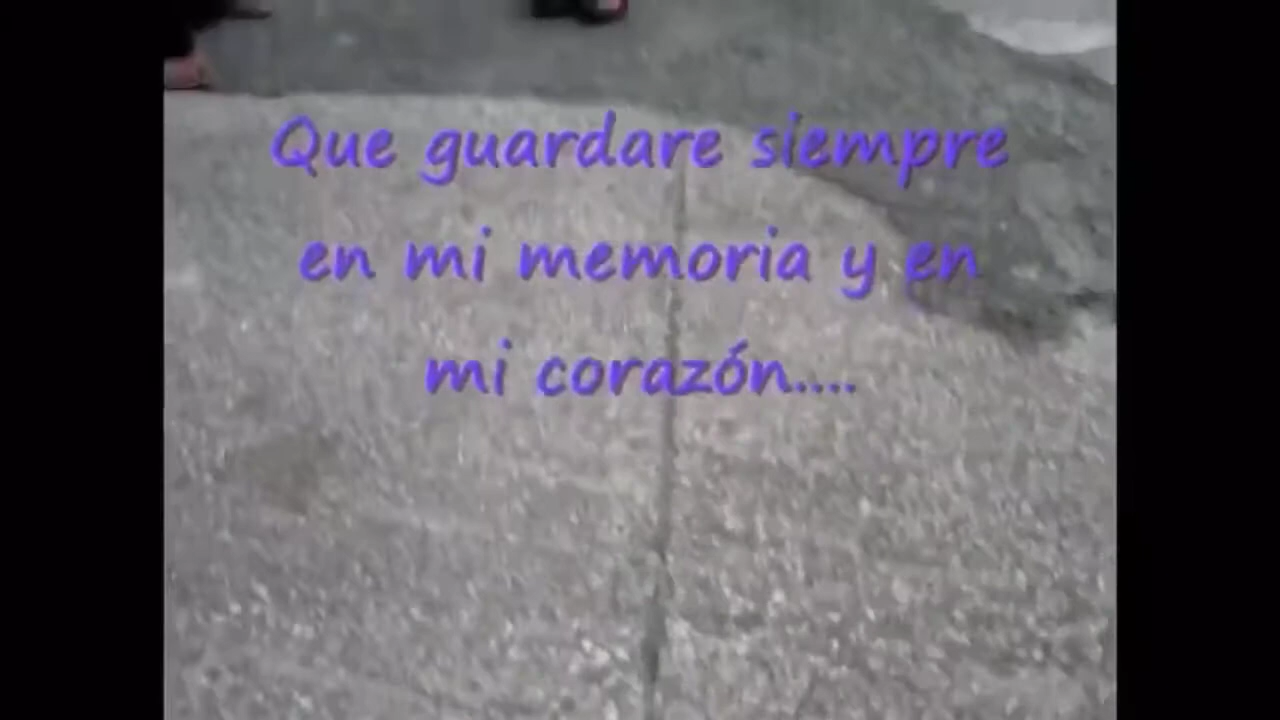 Que guardare siempre
en mi memoria y en
mi corazón....